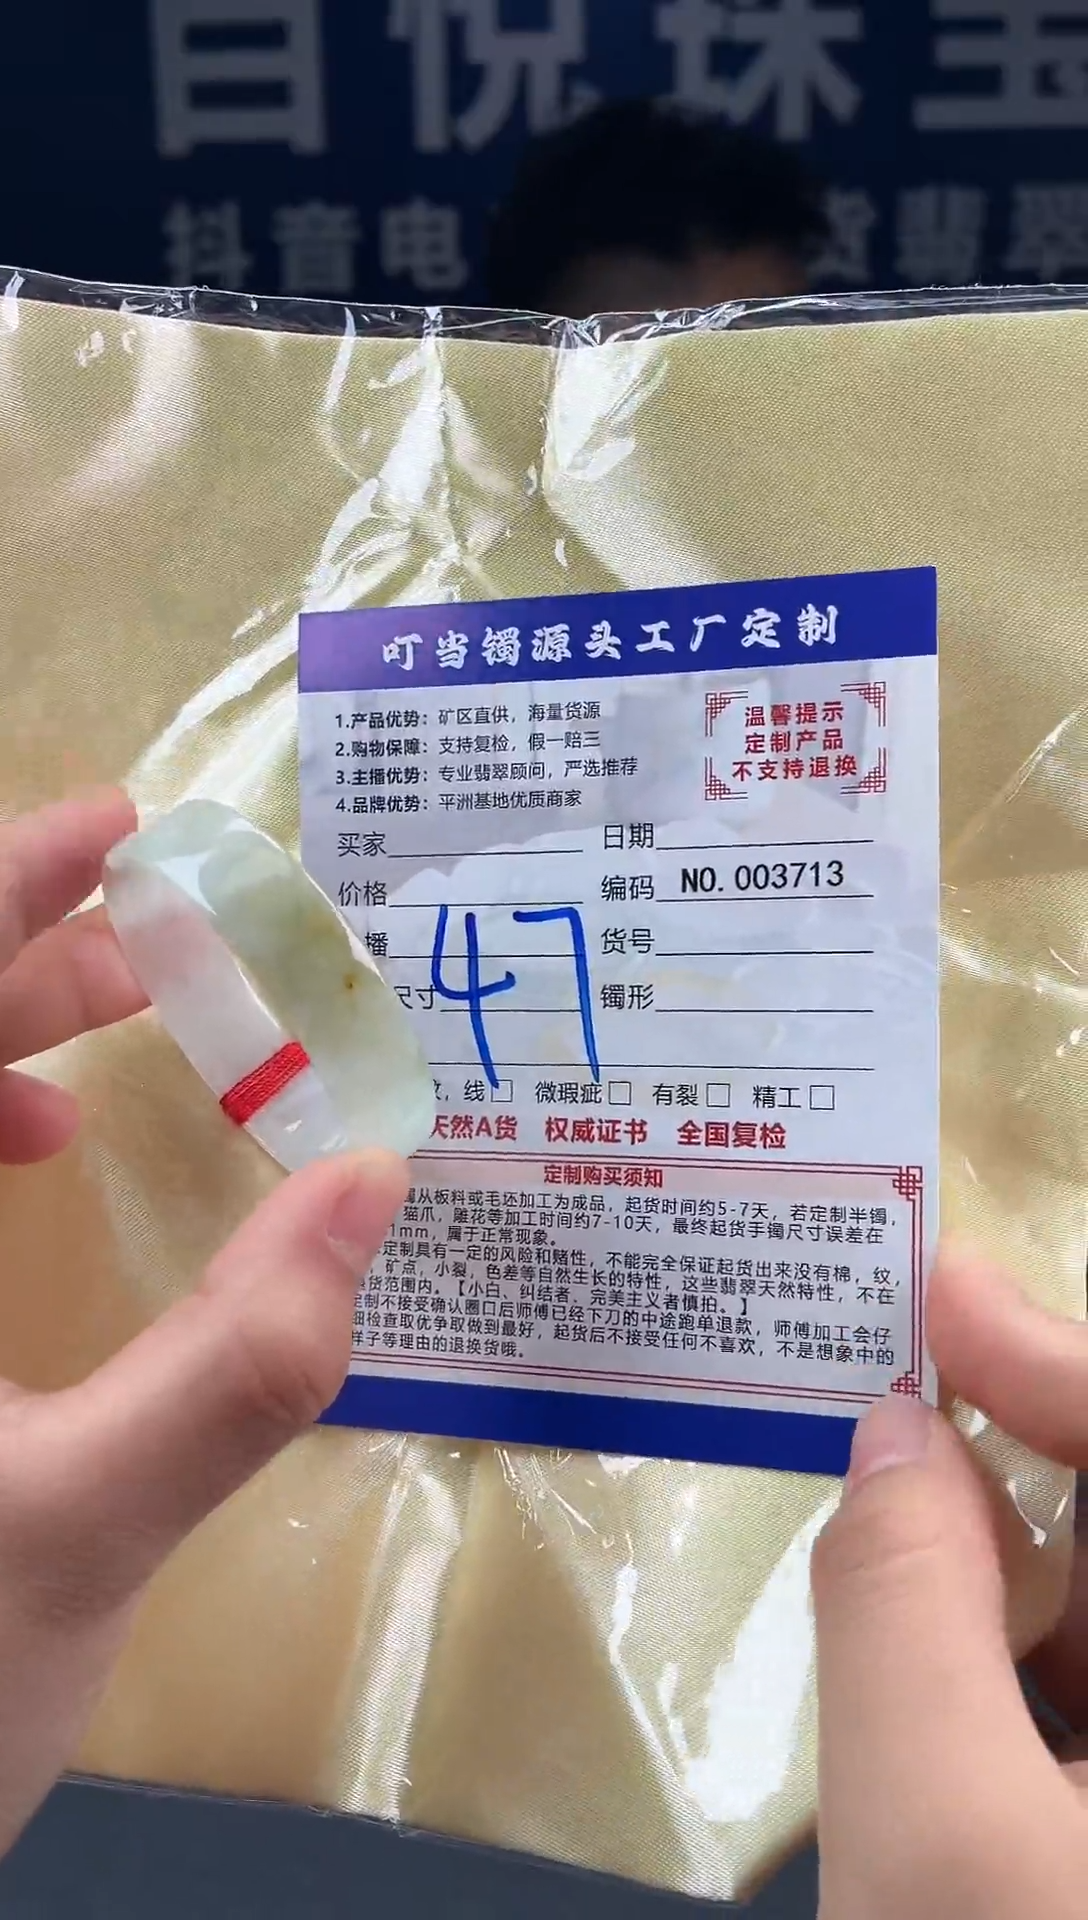 日悦珠宝
抖音电 货翡翠
叮当镯源头工厂定制
1.产品优势：矿区直供，海量货源
2.购物保障：支持复检，假一赔三
3.主播优势：专业翡翠顾问，严选推荐
4.品牌优势：平洲基地优质商家
温馨提示
定制产品
不支持退换
买家 日期
价格 编码 NO.003713
播 货号
尺寸 镯形
47
纹，线□ 微瑕疵□ 有裂□ 精工□
天然A货 权威证书 全国复检
定制购买须知
镯从板料或毛坯加工为成品，起货时间约5-7天，若定制半镯，
猫爪，雕花等加工时间约7-10天，最终起货手镯尺寸误差在
1mm，属于正常现象。
定制具有一定的风险和赌性，不能完全保证起货出来没有棉，纹，
，矿点，小裂，色差等自然生长的特性，这些翡翠天然特性，不在
货范围内。【小白、纠结者、完美主义者慎拍。】
定制不接受确认圈口后师傅已经下刀的中途跑单退款，师傅加工会仔
细检查取优争取做到最好，起货后不接受任何不喜欢，不是想象中的
样子等理由的退换货哦。